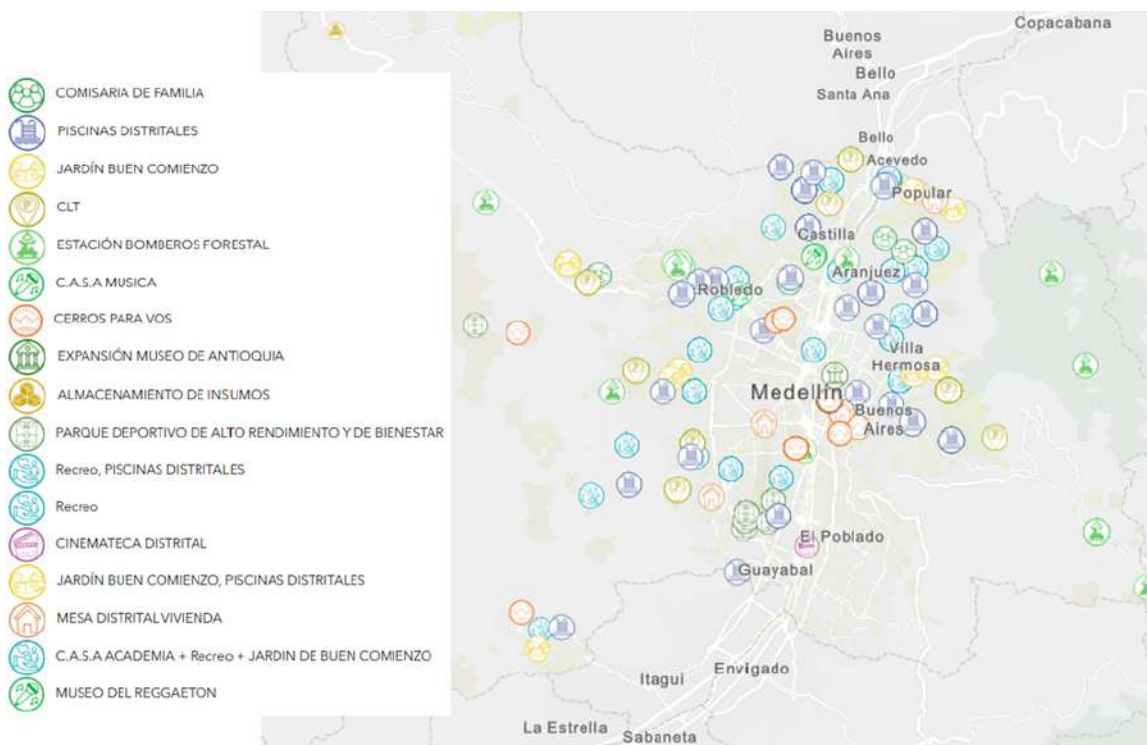 COMISARIA DE FAMILIA
PISCINAS DISTRITALES
JARDÍN BUEN COMIENZO
CLT
ESTACIÓN BOMBEROS FORESTAL
C.A.S.A MUSICA
CERROS PARA VOS
EXPANSIÓN MUSEO DE ANTIOQUIA
ALMACENAMIENTO DE INSUMOS
PARQUE DEPORTIVO DE ALTO RENDIMIENTO Y DE BIENESTAR
Recreo, PISCINAS DISTRITALES
Recreo
CINEMATECA DISTRITAL
JARDÍN BUEN COMIENZO, PISCINAS DISTRITALES
MESA DISTRITAL VIVIENDA
C.A.S.A ACADEMIA + Recreo + JARDIN DE BUEN COMIENZO
MUSEO DEL REGGAETON
Copacabana
Buenos
Aires
Bello
Santa Ana
Bello
Acevedo
Popular
Castilla
Aranjuez
Robledo
Villa
Hermosa
Medellín
Buenos
Aires
El Poblado
Guayabal
Envigado
Itagui
La Estrella
Sabaneta